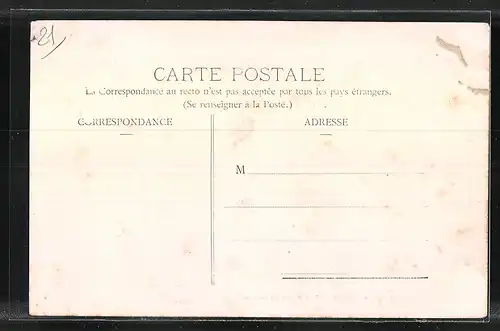 21
CARTE POSTALE
La Correspondance au recto n'est pas acceptée par tous les pays étrangers.
(Se renseigner à la Poste.)
CORRESPONDANCE
ADRESSE
M